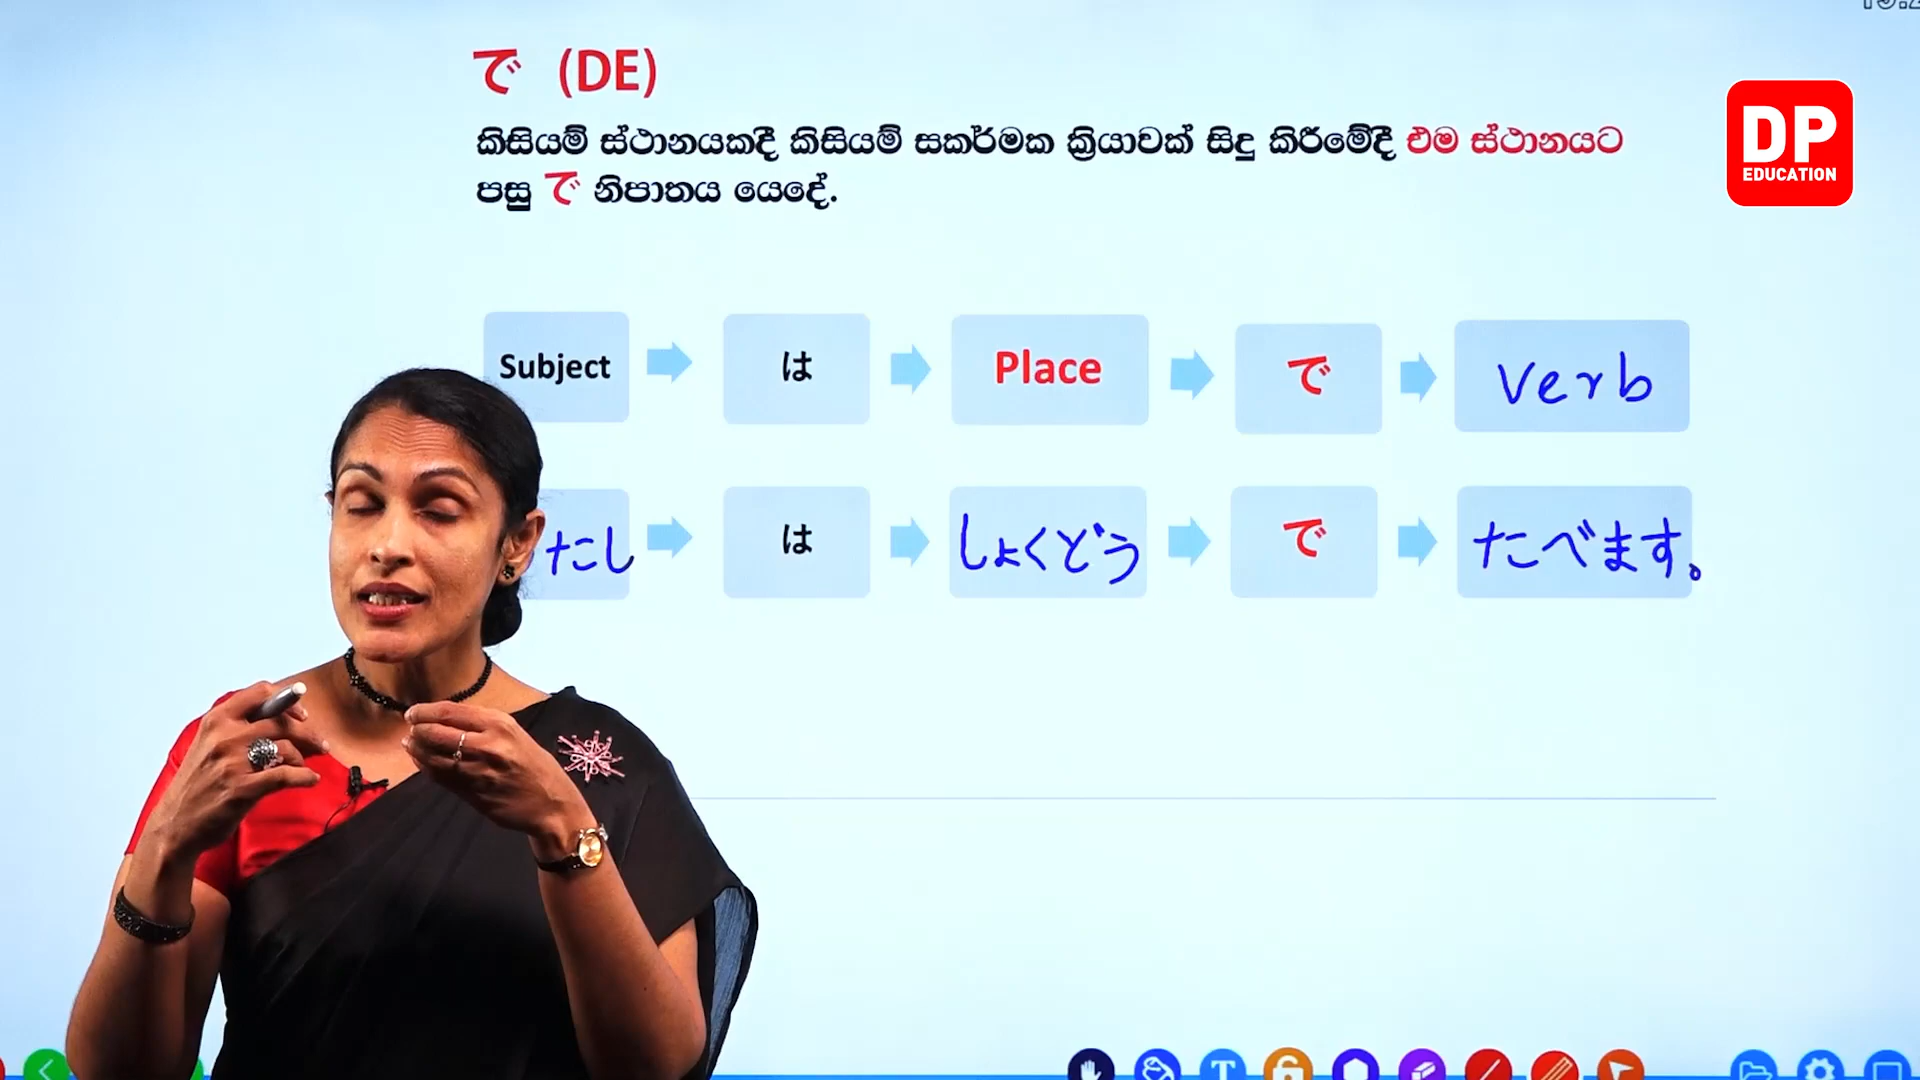 で (DE)
කිසියම් ස්ථානයකදී කිසියම් සකර්මක ක්‍රියාවක් සිදු කිරීමේදී එම ස්ථානයට
පසු で නිපාතය යෙදේ.
DP
EDUCATION
Subject は Place で verb
たし は しょくどう で たべます。
T